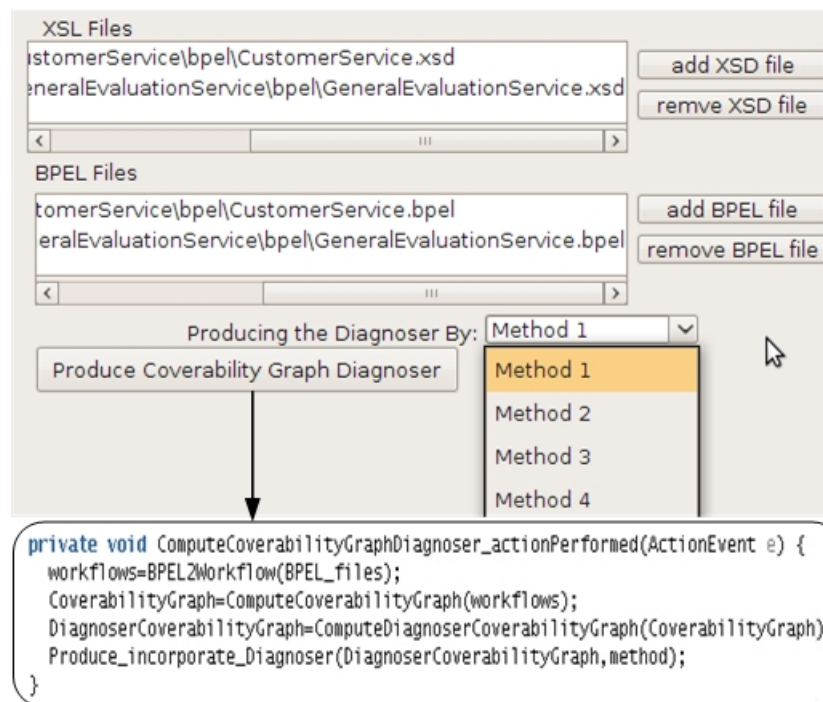 XSL Files
istomerService\bpel\CustomerService.xsd
add XSD file
eneralEvaluationService\bpel\GeneralEvaluationService.xsd
remve XSD file
BPEL Files
tomerService\bpel\CustomerService.bpel
add BPEL file
eralEvaluationService\bpel\GeneralEvaluationService.bpel
remove BPEL file
Producing the Diagnoser By: Method 1
Produce Coverability Graph Diagnoser
Method 1
Method 2
Method 3
Method 4
private void ComputeCoverabilityGraphDiagnoser_actionPerformed(ActionEvent e) {
workflows=BPEL2Workflow(BPEL_files);
CoverabilityGraph=ComputeCoverabilityGraph(workflows);
DiagnoserCoverabilityGraph=ComputeDiagnoserCoverabilityGraph(CoverabilityGraph)
Produce_incorporate_Diagnoser(DiagnoserCoverabilityGraph,method);
}